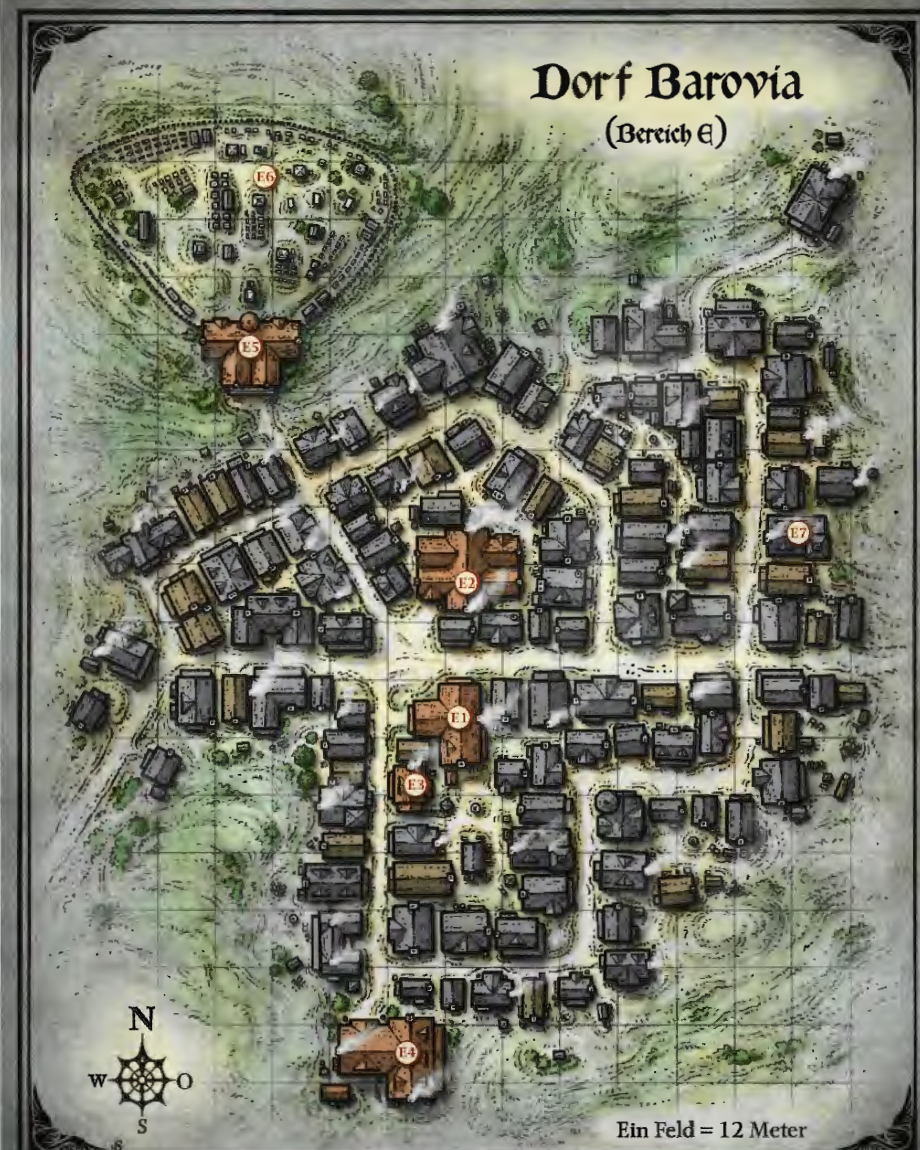 Dorf Barovia
(Bereich E)
E6
E5
E7
E2
E1
E3
N
W O
S
E4
Ein Feld = 12 Meter